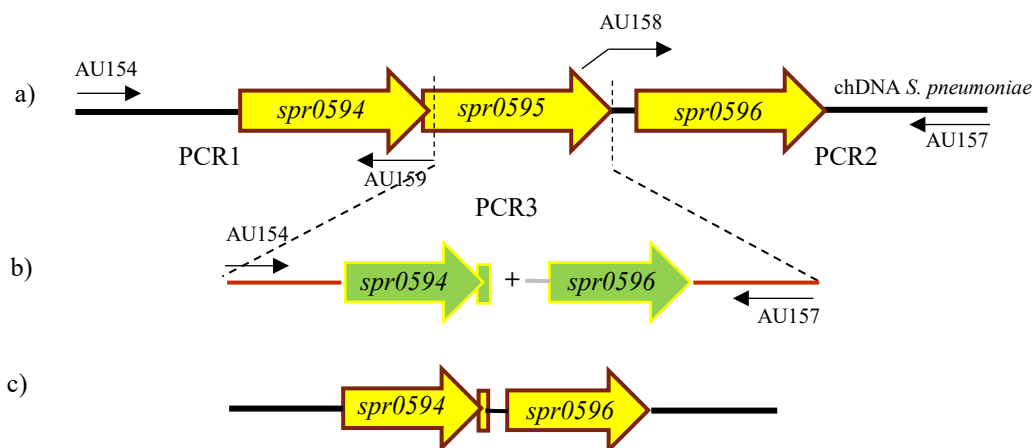 AU158
AU154
a)
spr0594
spr0595
spr0596
chDNA S. pneumoniae
PCR1
AU159
PCR2
AU157
PCR3
AU154
b)
spr0594
+
spr0596
AU157
c)
spr0594
spr0596